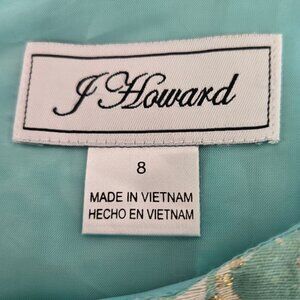 J Howard
8
MADE IN VIETNAM
HECHO EN VIETNAM